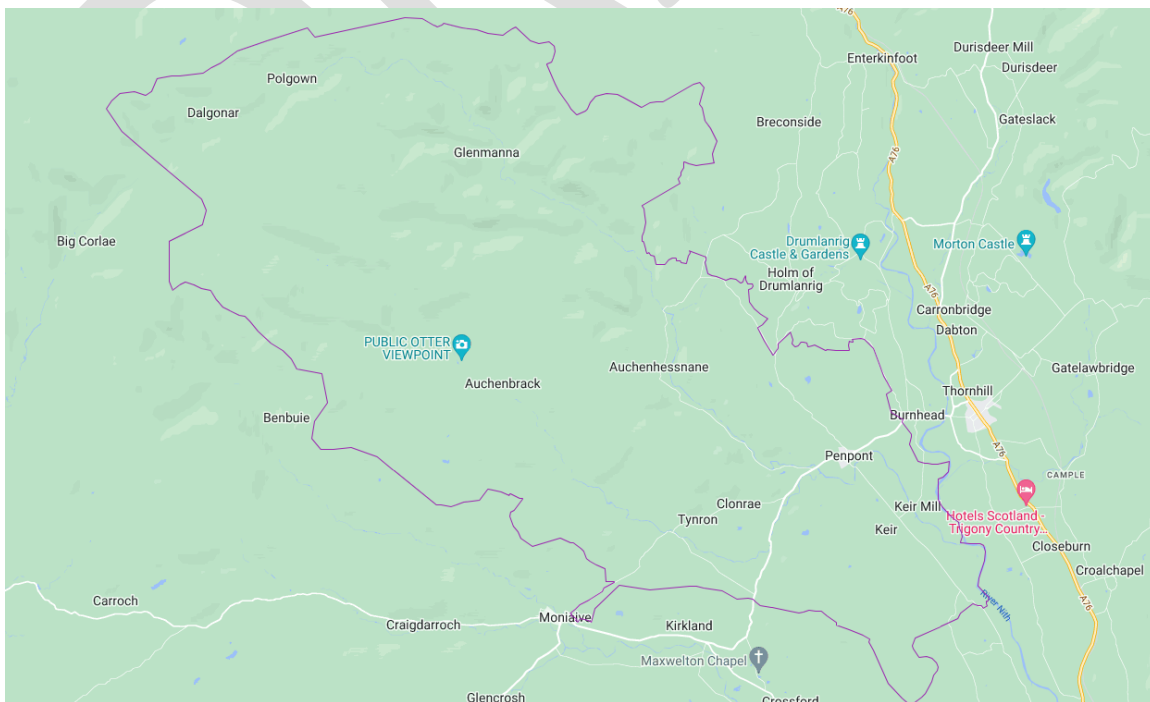 A76
Enterkinfoot
Durisdeer Mill
Durisdeer
Polgown
Dalgonar
Breconside
Gateslack
Glenmanna
A76
Big Corlae
Drumlanrig
Castle & Gardens
Morton Castle
Holm of
Drumlanrig
A76
Carronbridge
Dabton
PUBLIC OTTER
VIEWPOINT
Auchenhessnane
Gatelawbridge
Auchenbrack
Thornhill
Benbuie
Burnhead
A76
Penpont
CAMPLE
Clonrae
Keir Mill
Tynron
Hotels Scotland -
Trigony Country...
Keir
Closeburn
Croalchapel
Carroch
River Nith
A76
Moniaive
Craigdarroch
Kirkland
Maxwelton Chapel
Glencrosh
Crossford